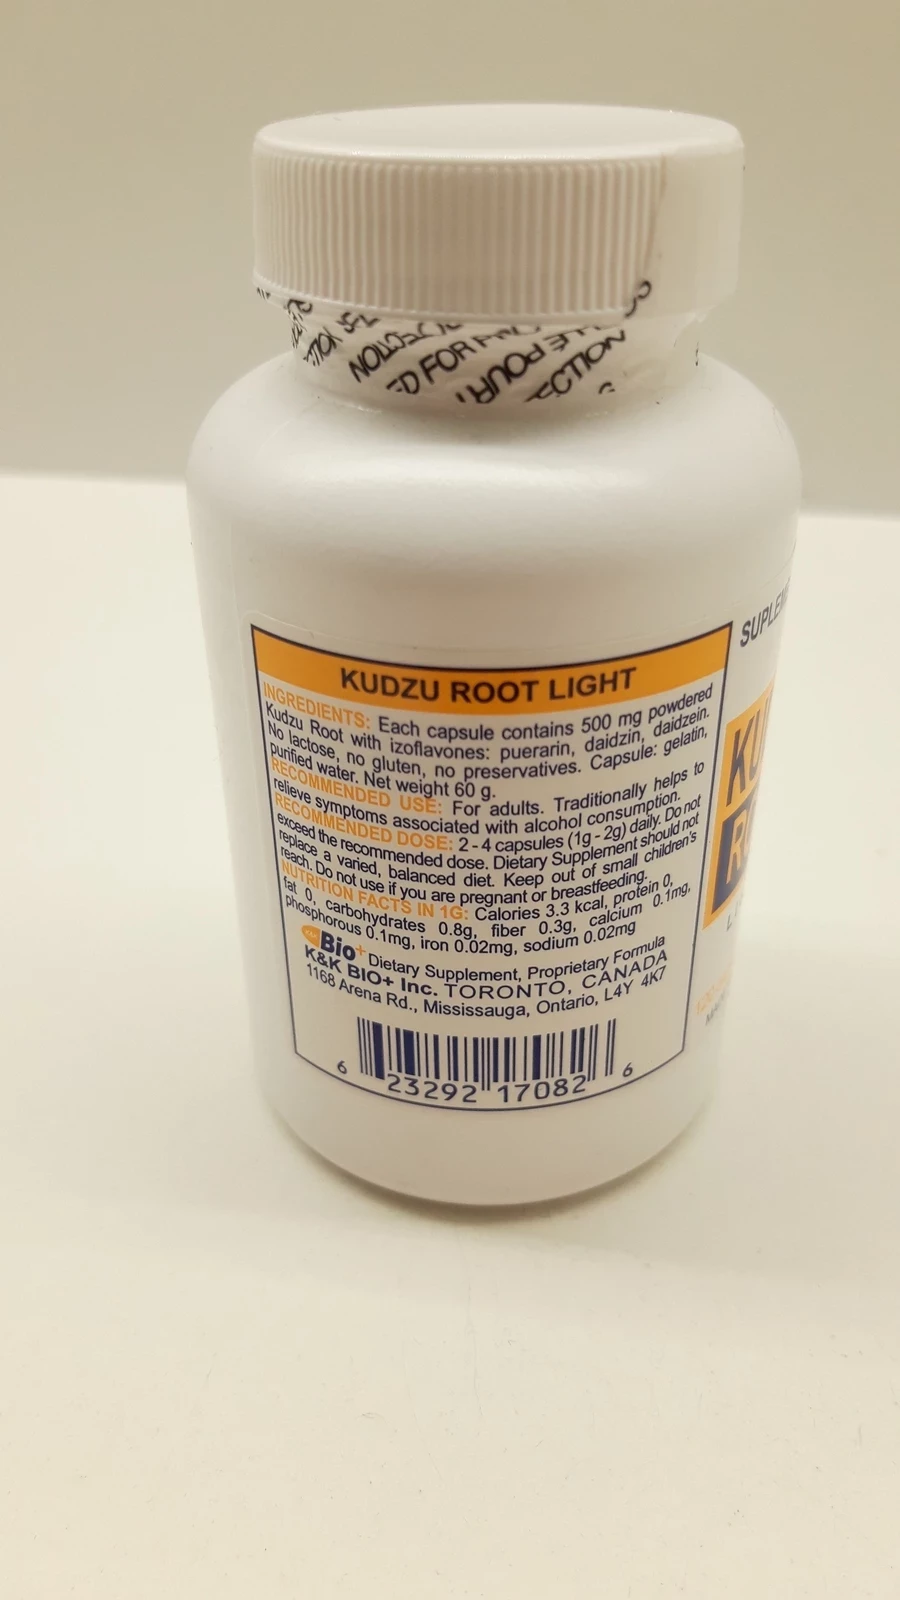 NOITC
ED FOR
POUR
ECTION
KUDZU ROOT LIGHT
INGREDIENTS: Each capsule contains 500 mg powdered
Kudzu Root with izoflavones: puerarin, daidzin, daidzein.
No lactose, no gluten, no preservatives. Capsule: gelatin,
purified water. Net weight 60 g.
RECOMMENDED USE: For adults. Traditionally helps to
relieve symptoms associated with alcohol consumption.
RECOMMENDED DOSE: 2 - 4 capsules (1g - 2g) daily. Do not
exceed the recommended dose. Dietary Supplement should not
replace a varied, balanced diet. Keep out of small children's
reach. Do not use if you are pregnant or breastfeeding.
NUTRITION FACTS IN 1G: Calories 3.3 kcal, protein 0,
fat 0, carbohydrates 0.8g, fiber 0.3g, calcium 0.1mg,
phosphorous 0.1mg, iron 0.02mg, sodium 0.02mg
K&K Bio+ Dietary Supplement, Proprietary Formula
K&K BIO+ Inc. TORONTO, CANADA
1168 Arena Rd., Mississauga, Ontario, L4Y 4K7
6 23292 17082 6
SUPLEME
KU
R